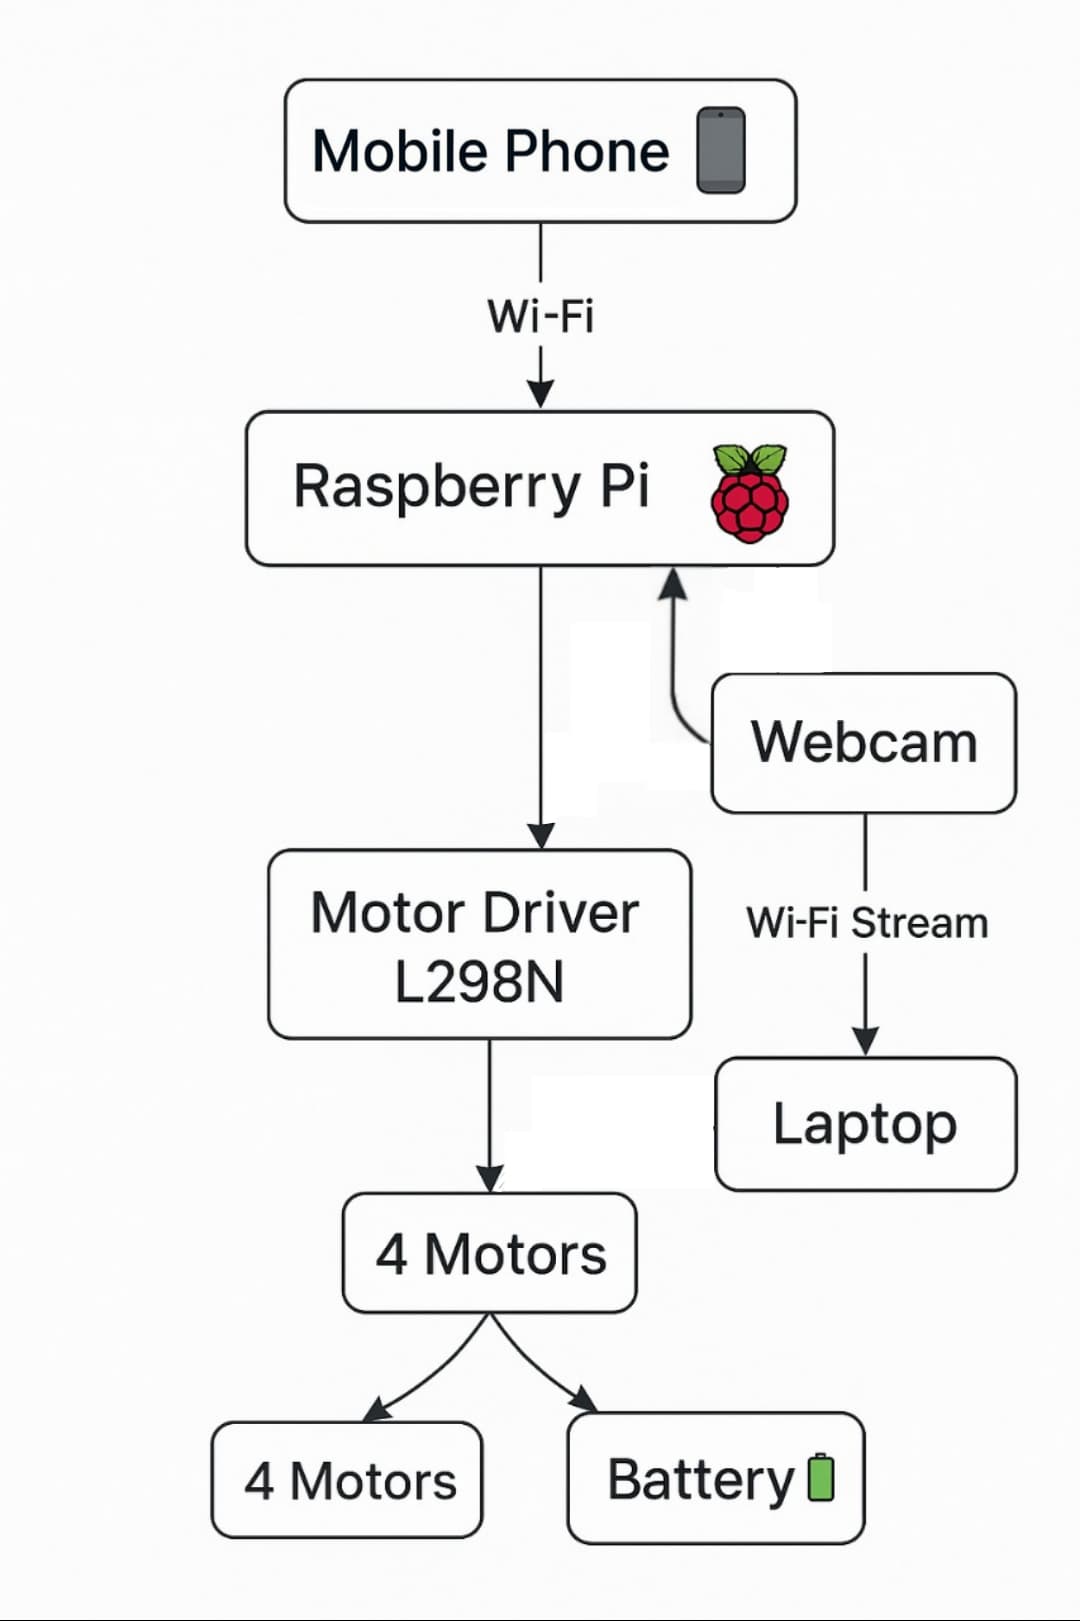 Mobile Phone
Wi-Fi
Raspberry Pi
Webcam
Motor Driver
L298N
Wi-Fi Stream
Laptop
4 Motors
4 Motors
Battery